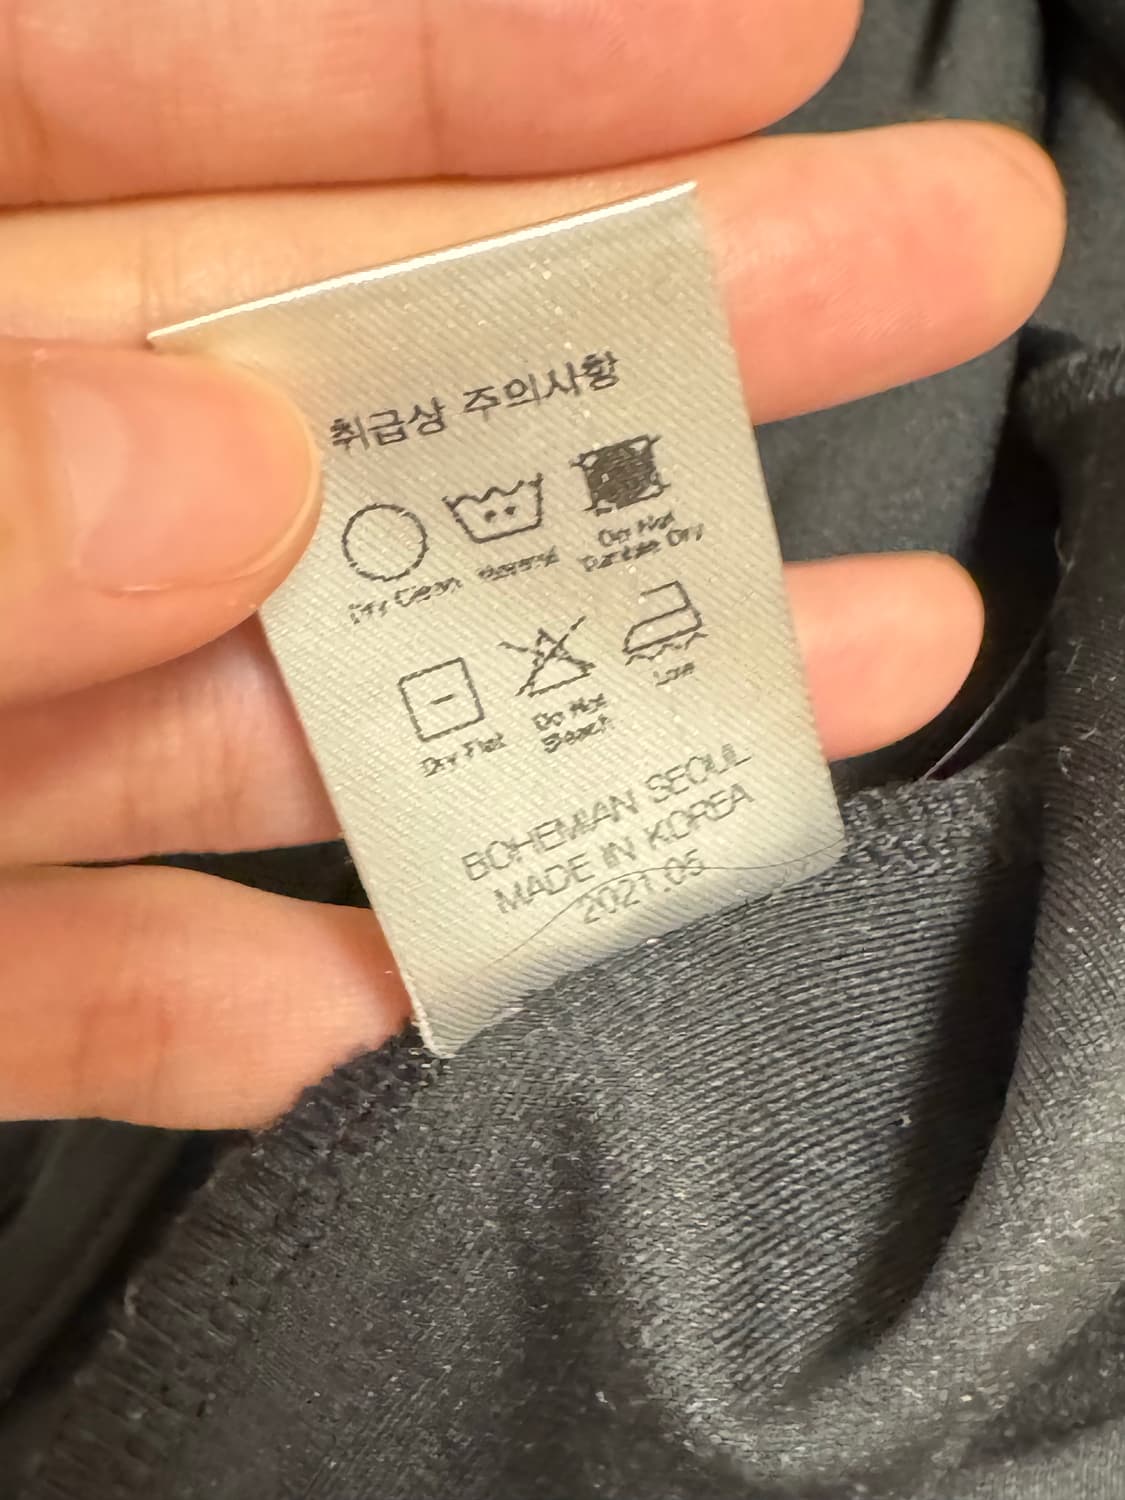 취급상 주의사항
Dry Clean
Normal
Do Not
Tumble Dry
Dry Flat
Do Not
Bleach
Low
BOHEMIAN SEOUL
MADE IN KOREA
2021.05